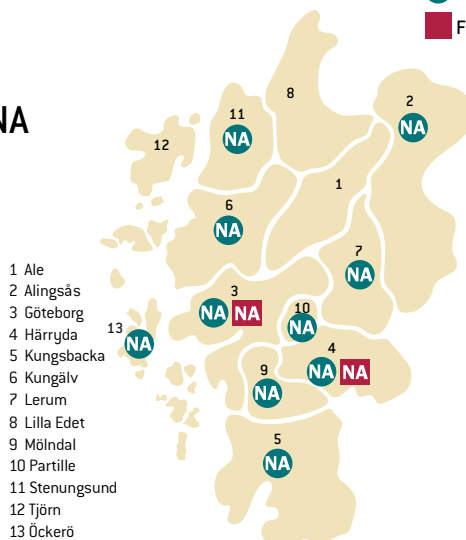 F
8
2
11
NA
NA
NA
12
1
6
NA
7
NA
3
NA NA
10
NA
13
NA
4
NA NA
9
NA
5
NA
1 Ale
2 Alingsås
3 Göteborg
4 Härryda
5 Kungsbacka
6 Kungälv
7 Lerum
8 Lilla Edet
9 Mölndal
10 Partille
11 Stenungsund
12 Tjörn
13 Öckerö